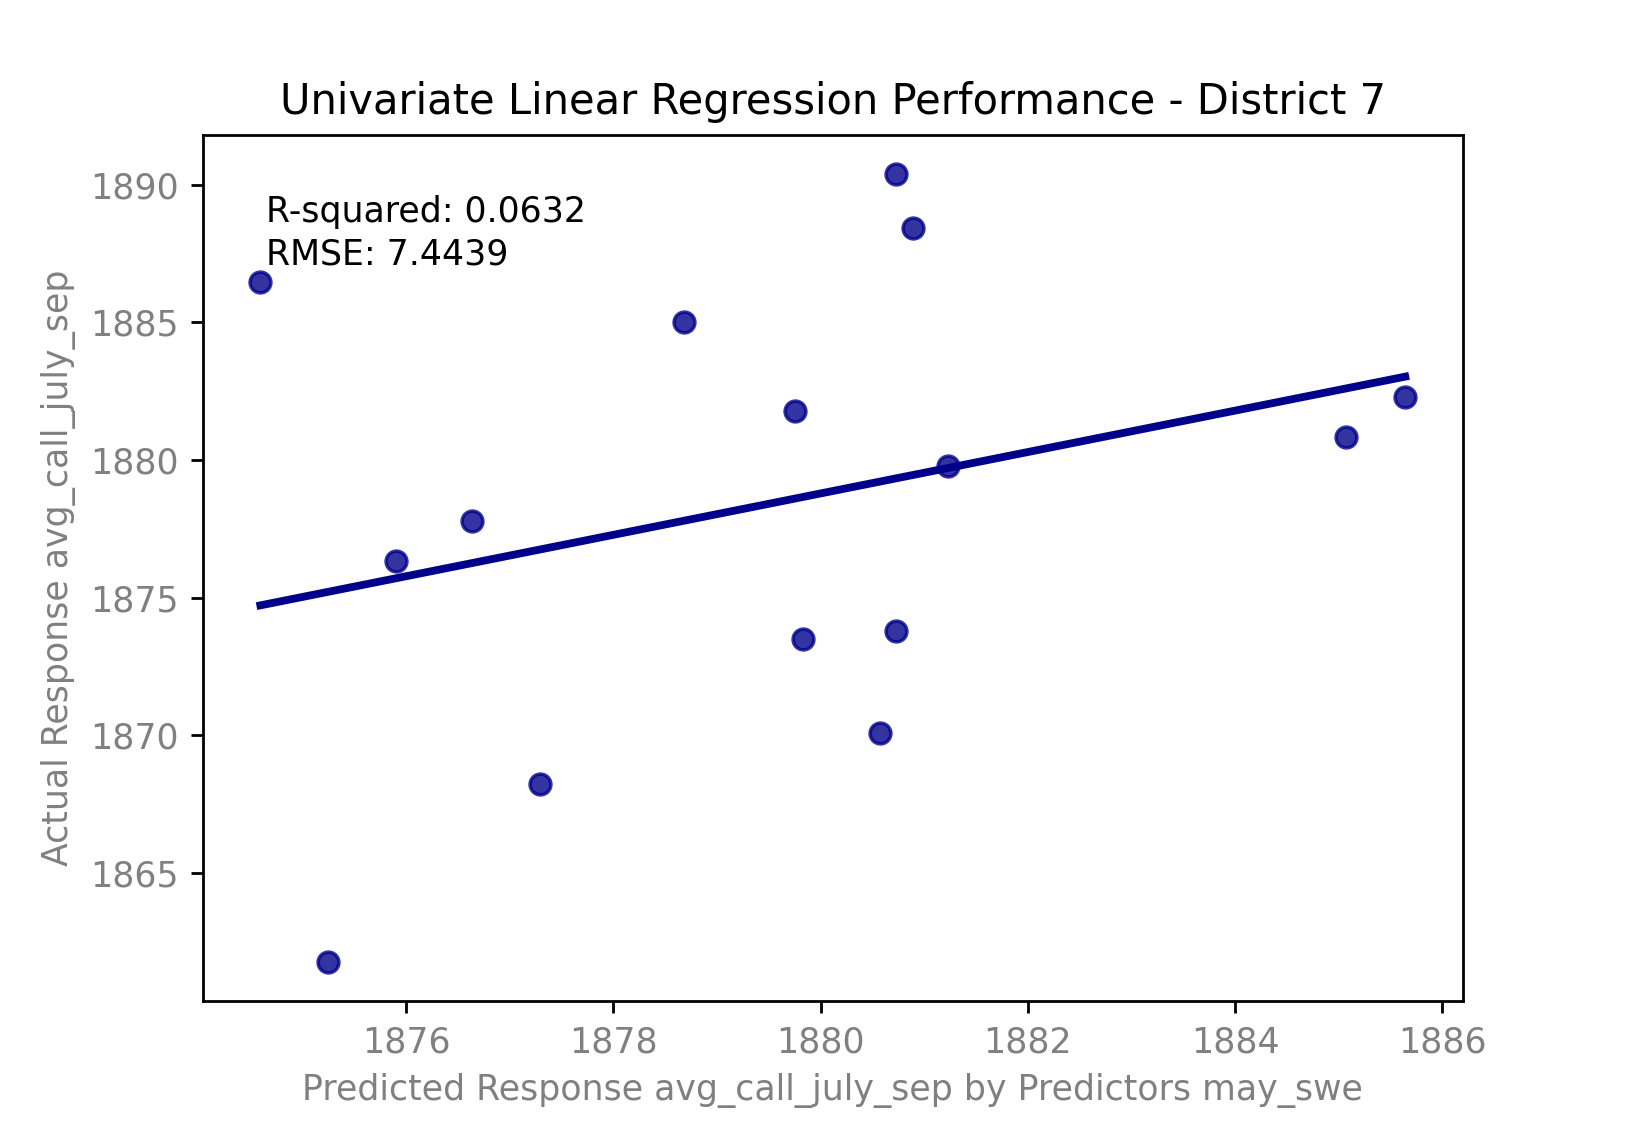 Univariate Linear Regression Performance - District 7
R-squared: 0.0632
RMSE: 7.4439
Actual Response avg_call_july_sep
1890
1885
1880
1875
1870
1865
1876 1878 1880 1882 1884 1886
Predicted Response avg_call_july_sep by Predictors may_swe